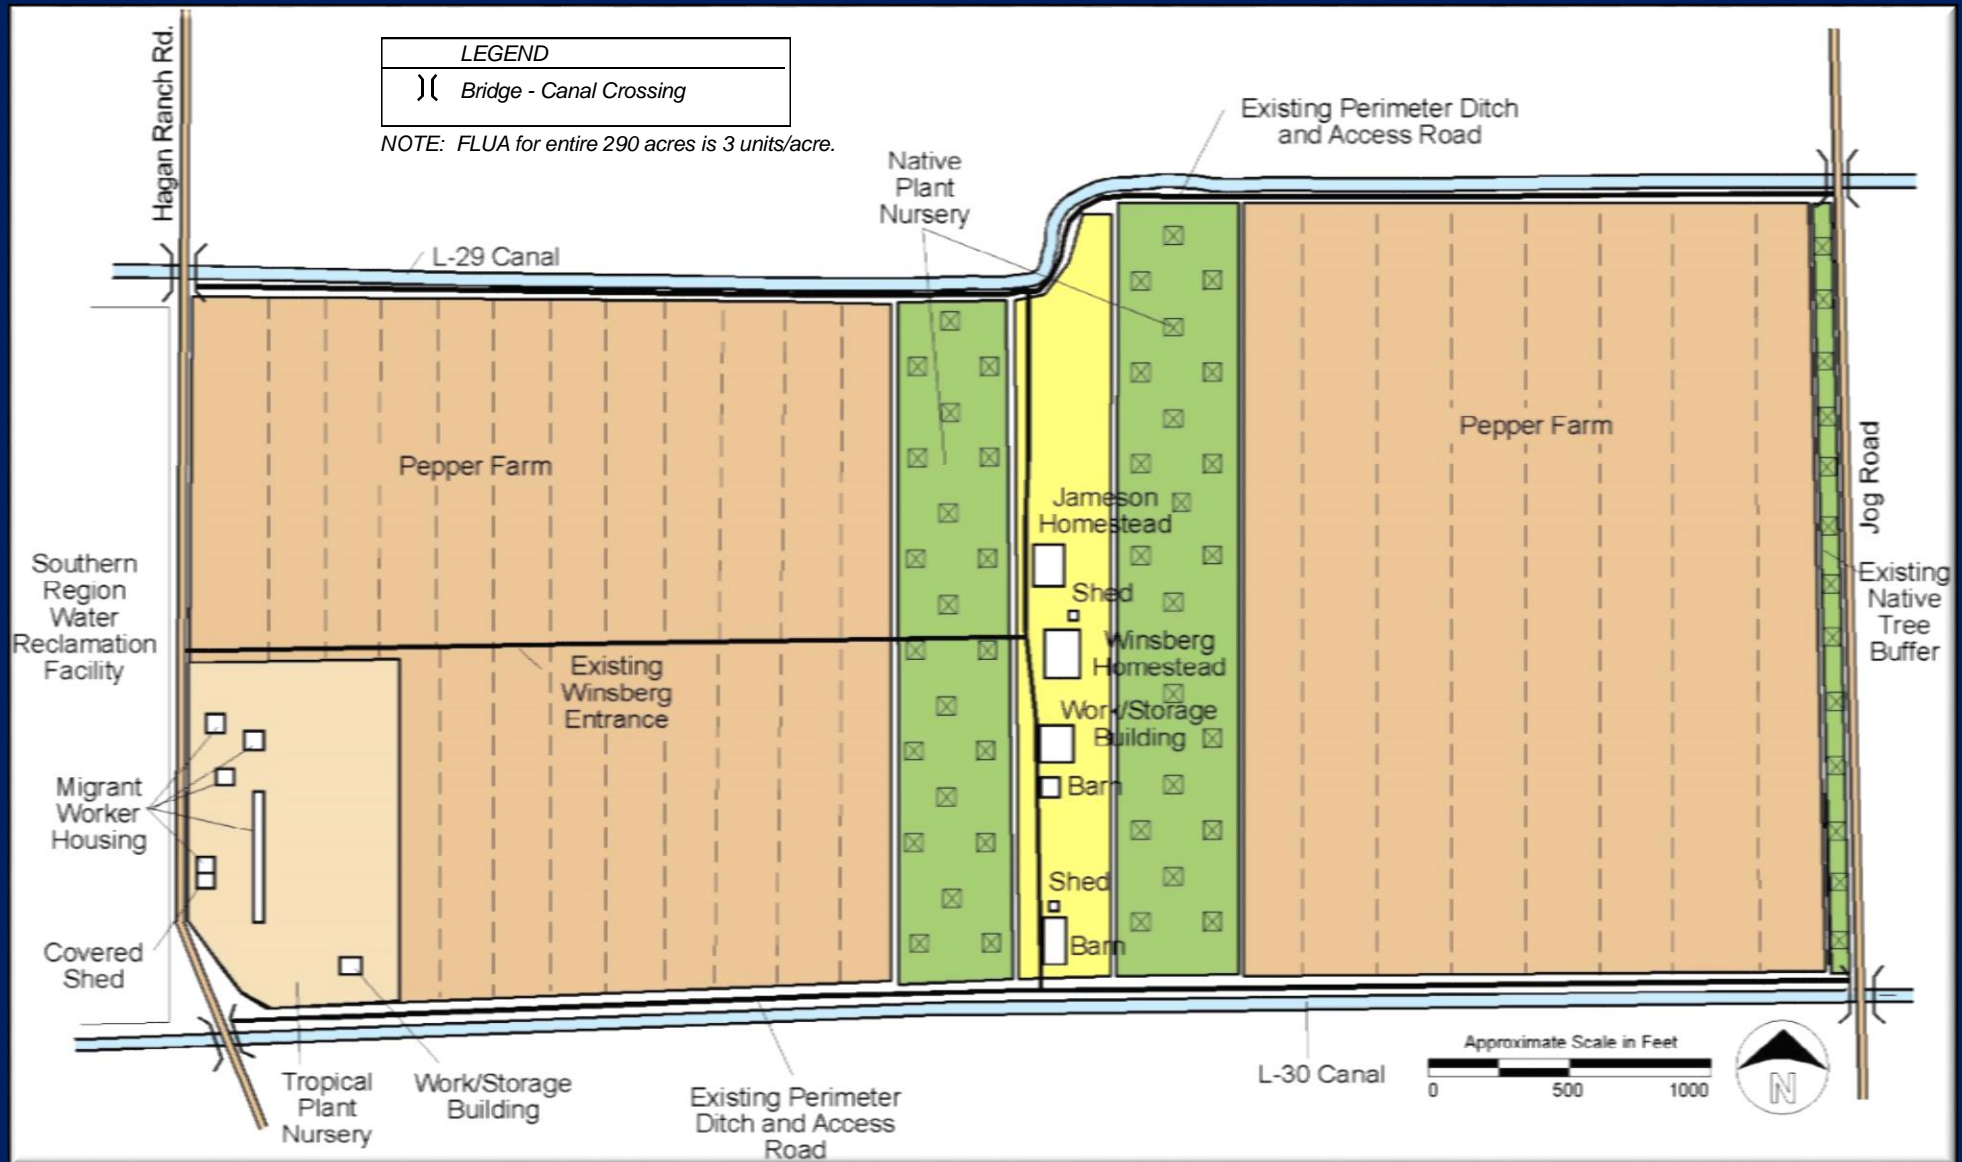 LEGEND
Bridge - Canal Crossing
NOTE: FLUA for entire 290 acres is 3 units/acre.
Hagan Ranch Rd.
L-29 Canal
Native
Plant
Nursery
Existing Perimeter Ditch
and Access Road
Pepper Farm
Pepper Farm
Jog Road
Jameson
Homestead
Shed
Winsberg
Homestead
Work/Storage
Building
Barn
Shed
Barn
Existing
Native
Tree
Buffer
Southern
Region
Water
Reclamation
Facility
Existing
Winsberg
Entrance
Migrant
Worker
Housing
Covered
Shed
Tropical
Plant
Nursery
Work/Storage
Building
Existing Perimeter
Ditch and Access
Road
L-30 Canal
Approximate Scale in Feet
0 500 1000
N